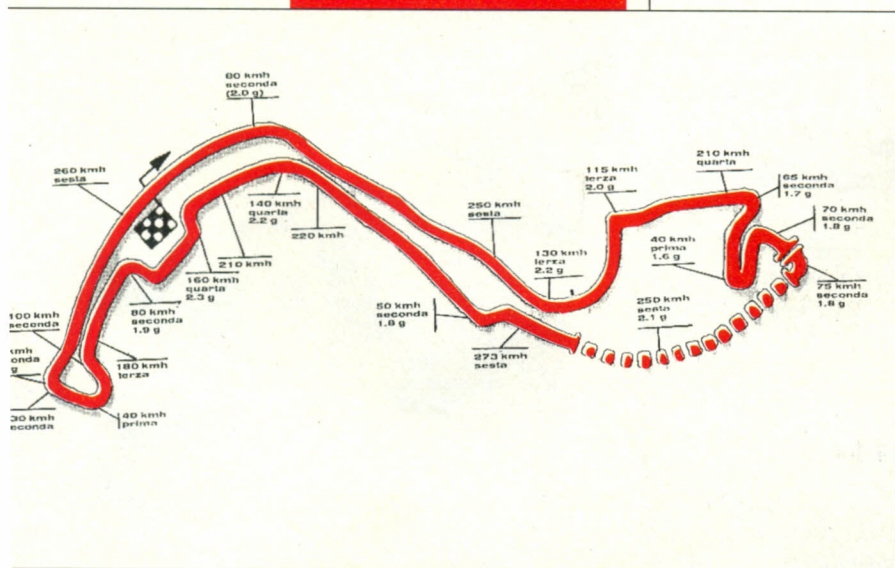 80 kmh
seconda
(2.0 g)
260 kmh
sesta
140 kmh
quarta
2.2 g
220 kmh
210 kmh
160 kmh
quarta
2.3 g
80 kmh
seconda
1.9 g
100 kmh
seconda
kmh
onda
g
30 kmh
econda
180 kmh
terza
40 kmh
prima
250 kmh
sesta
50 kmh
seconda
1.8 g
273 kmh
sesta
130 kmh
terza
2.2 g
115 kmh
terza
2.0 g
210 kmh
quarta
65 kmh
seconda
1.7 g
70 kmh
seconda
1.8 g
40 kmh
prima
1.6 g
75 kmh
seconda
1.8 g
250 kmh
sesta
2.1 g